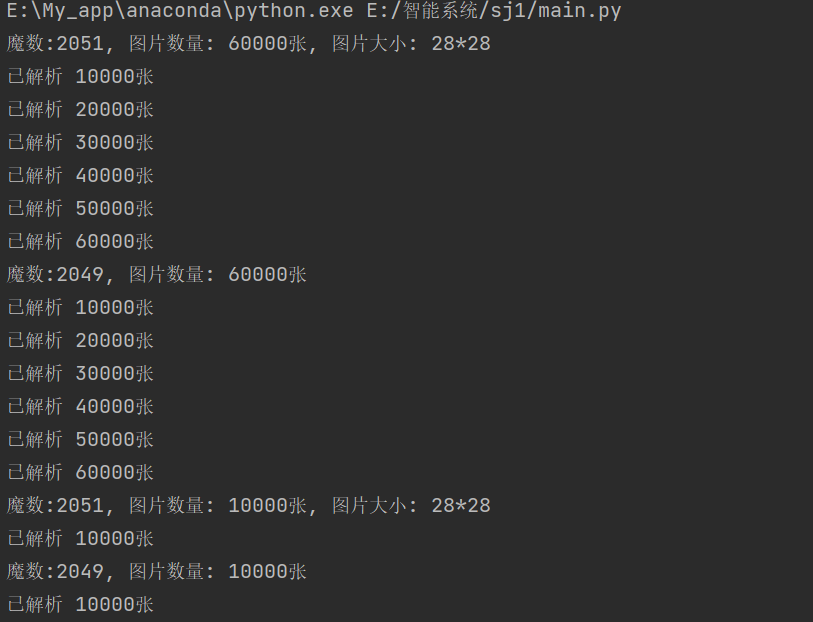 E:\My_app\anaconda\python.exe E:/智能系统/sj1/main.py
魔数:2051, 图片数量: 60000张, 图片大小: 28*28
已解析 10000张
已解析 20000张
已解析 30000张
已解析 40000张
已解析 50000张
已解析 60000张
魔数:2049, 图片数量: 60000张
已解析 10000张
已解析 20000张
已解析 30000张
已解析 40000张
已解析 50000张
已解析 60000张
魔数:2051, 图片数量: 10000张, 图片大小: 28*28
已解析 10000张
魔数:2049, 图片数量: 10000张
已解析 10000张